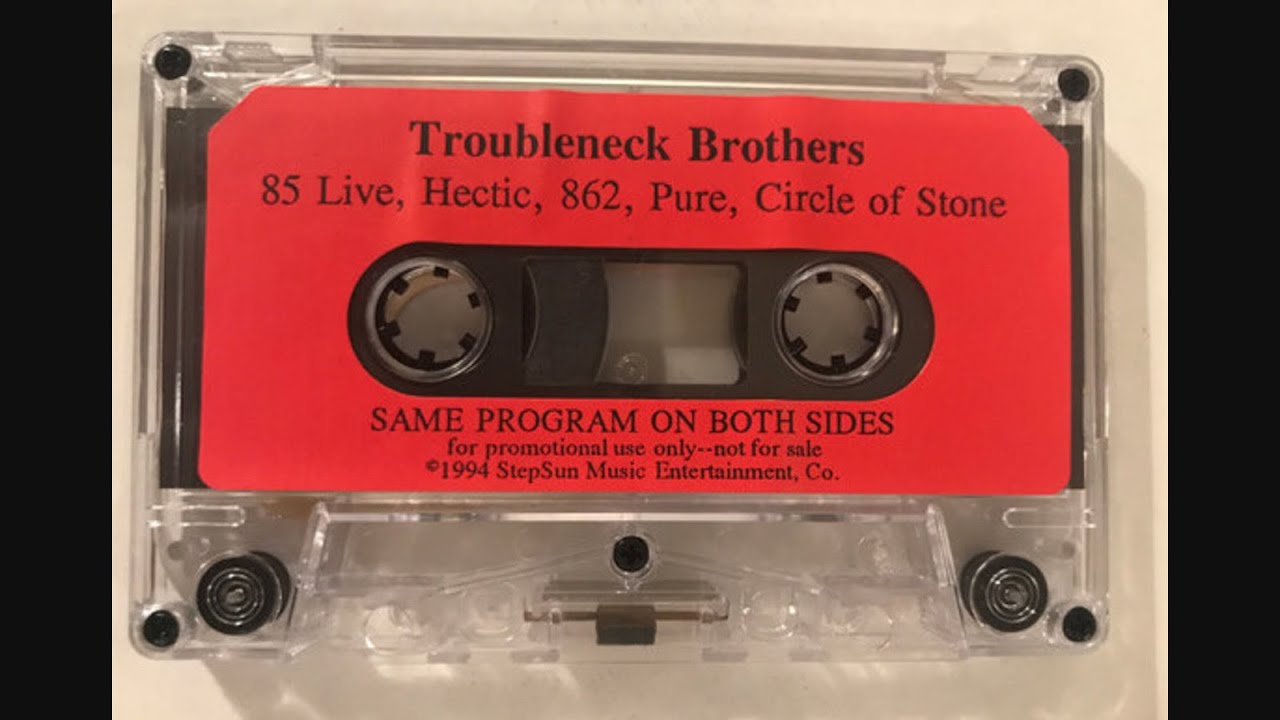 Troubleneck Brothers
85 Live, Hectic, 862, Pure, Circle of Stone
SAME PROGRAM ON BOTH SIDES
for promotional use only--not for sale
©1994 StepSun Music Entertainment, Co.